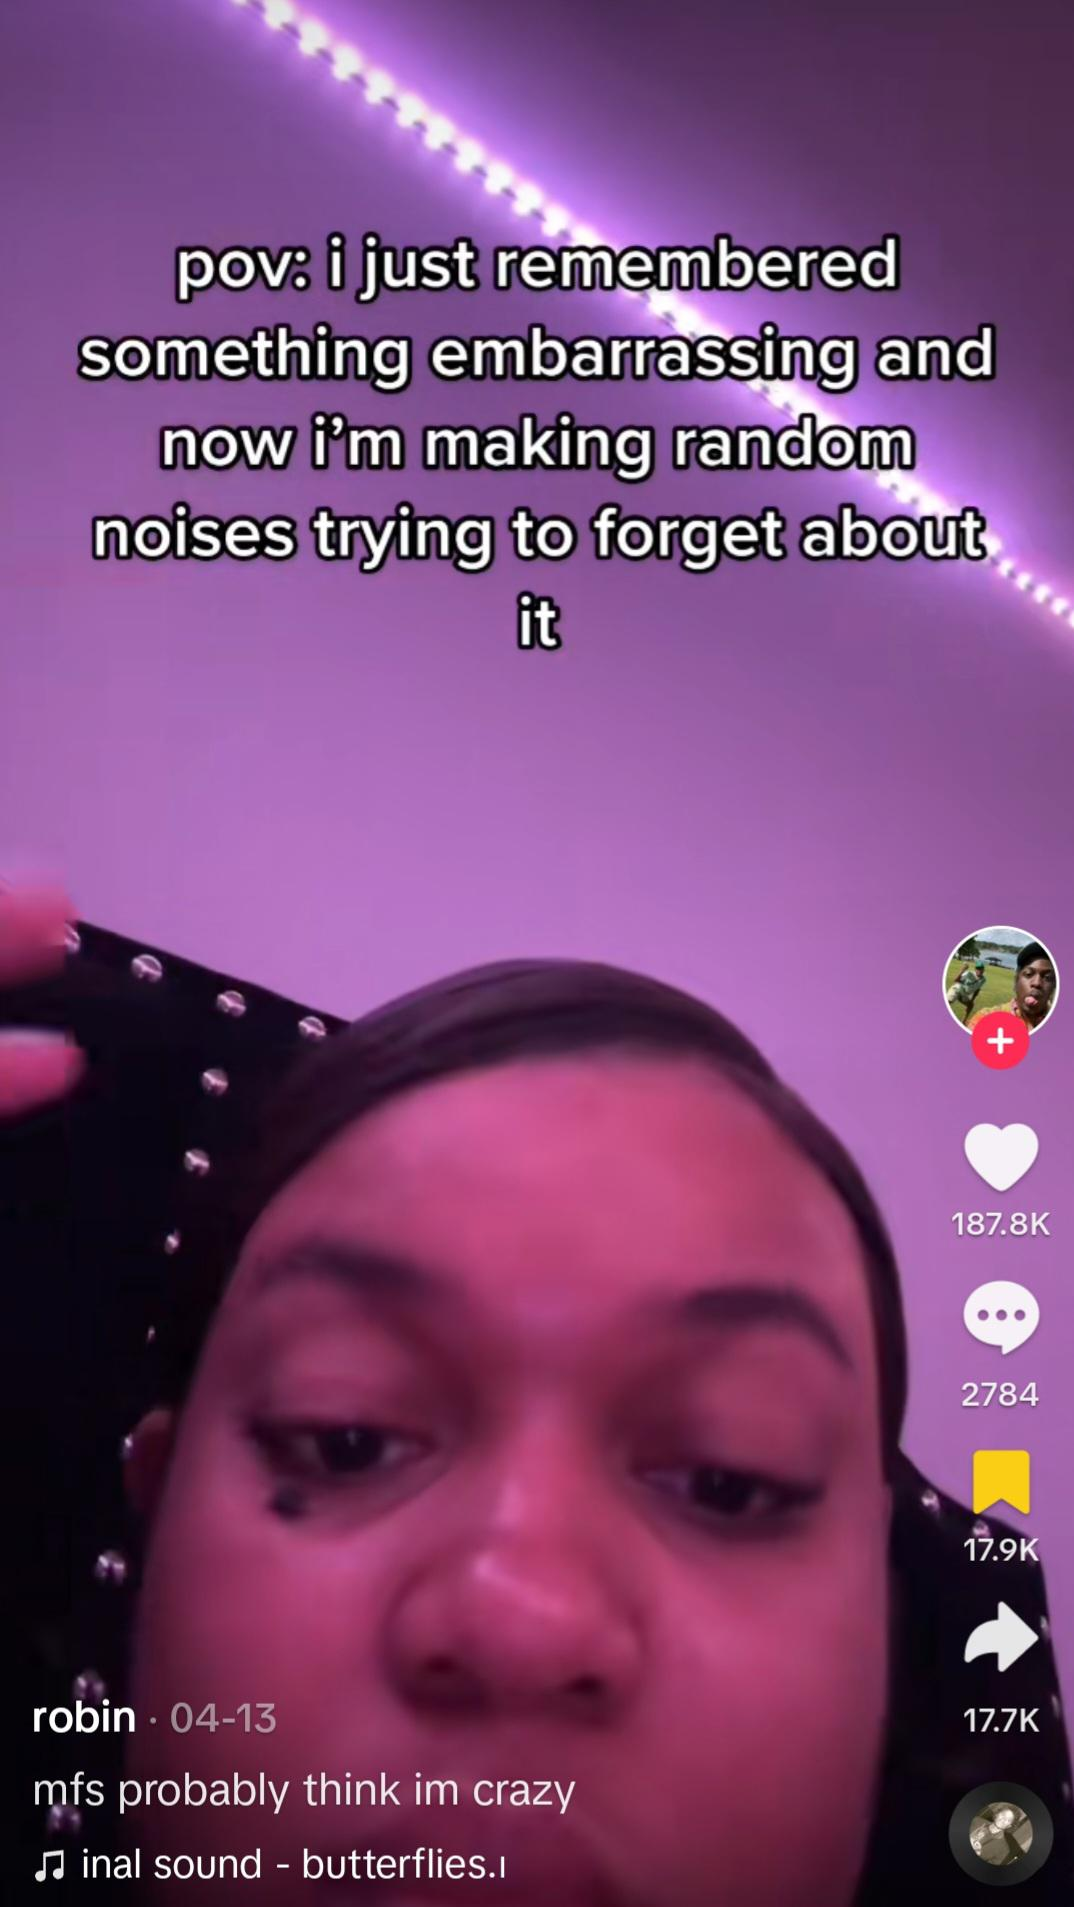 pov: i just remembered
something embarrassing and
now i’m making random
noises trying to forget about
it
187.8K
2784
17.9K
17.7K
robin · 04-13
mfs probably think im crazy
inal sound - butterflies.